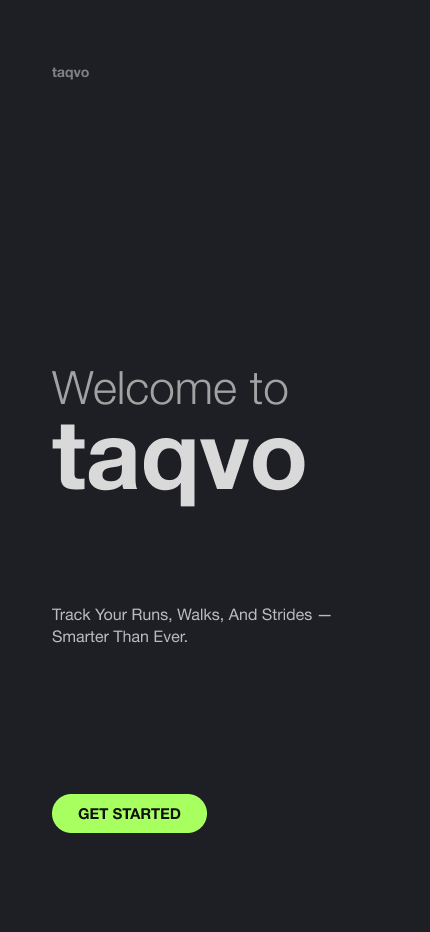 taqvo
Welcome to
taqvo
Track Your Runs, Walks, And Strides —
Smarter Than Ever.
GET STARTED